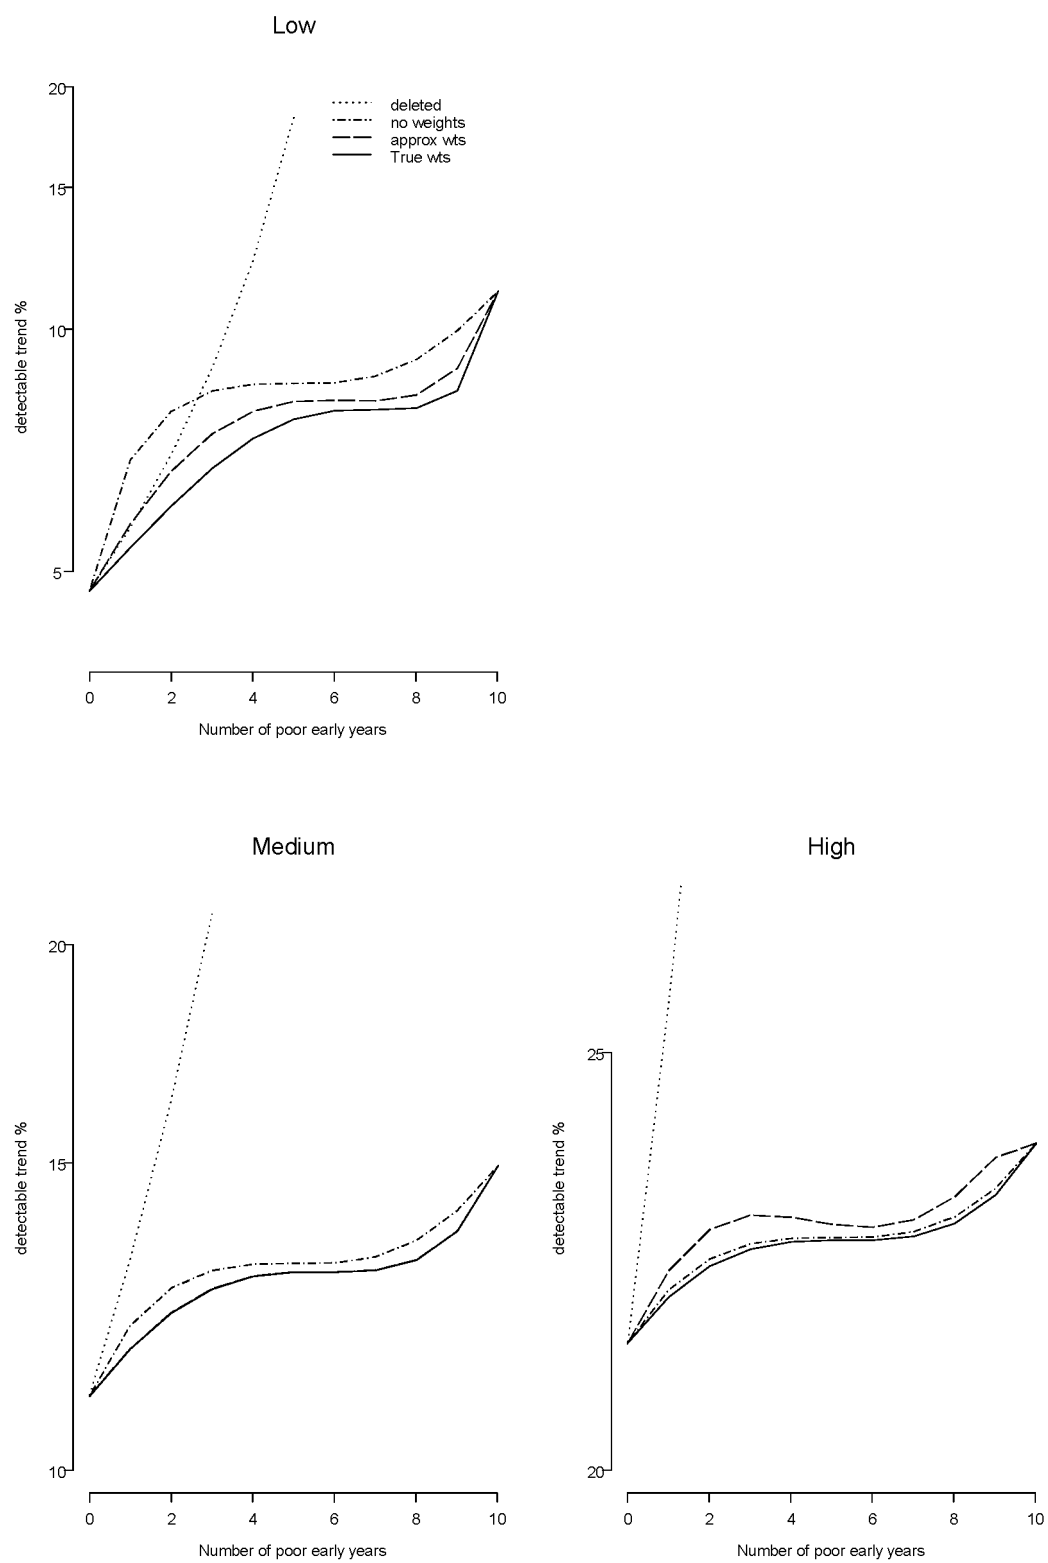 Low
20
deleted
no weights
approx wts
True wts
15
10
5
detectable trend %
0 2 4 6 8 10
Number of poor early years
Medium
20
15
10
detectable trend %
0 2 4 6 8 10
Number of poor early years
High
25
20
detectable trend %
0 2 4 6 8 10
Number of poor early years